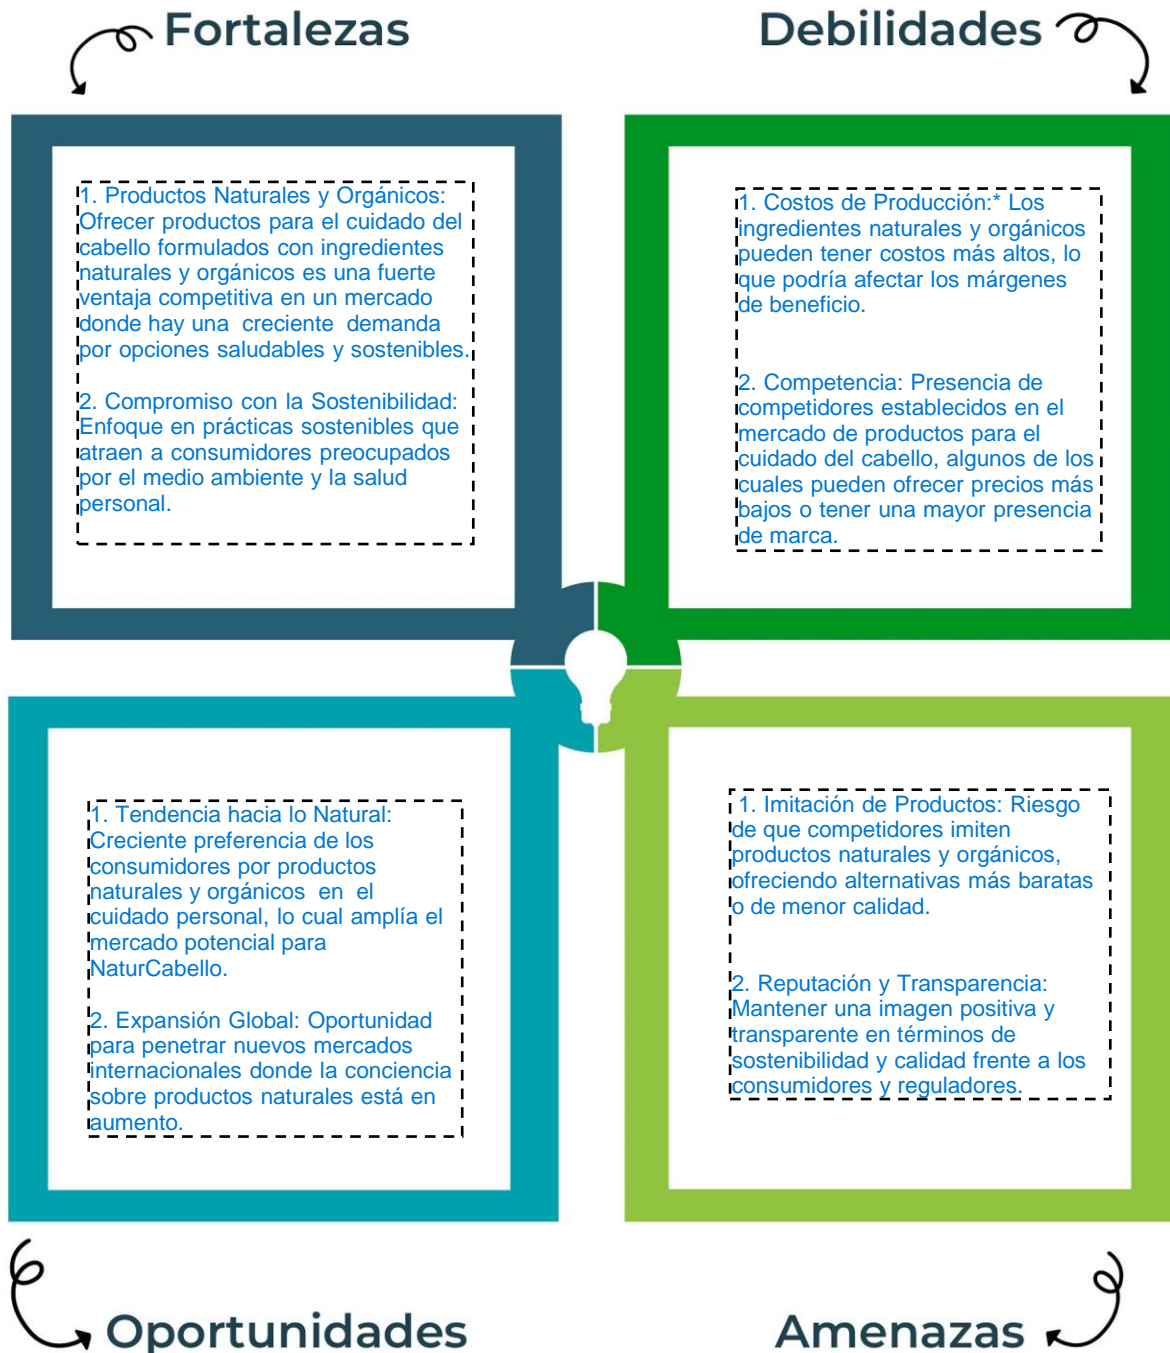 Fortalezas
1. Productos Naturales y Orgánicos:
Ofrecer productos para el cuidado del
cabello formulados con ingredientes
naturales y orgánicos es una fuerte
ventaja competitiva en un mercado
donde hay una creciente demanda
por opciones saludables y sostenibles.
2. Compromiso con la Sostenibilidad:
Enfoque en prácticas sostenibles que
atraen a consumidores preocupados
por el medio ambiente y la salud
personal.
Debilidades
1. Costos de Producción:* Los
ingredientes naturales y orgánicos
pueden tener costos más altos, lo
que podría afectar los márgenes
de beneficio.
2. Competencia: Presencia de
competidores establecidos en el
mercado de productos para el
cuidado del cabello, algunos de los
cuales pueden ofrecer precios más
bajos o tener una mayor presencia
de marca.
1. Tendencia hacia lo Natural:
Creciente preferencia de los
consumidores por productos
naturales y orgánicos en el
cuidado personal, lo cual amplía el
mercado potencial para
NaturCabello.
2. Expansión Global: Oportunidad
para penetrar nuevos mercados
internacionales donde la conciencia
sobre productos naturales está en
aumento.
Oportunidades
1. Imitación de Productos: Riesgo
de que competidores imiten
productos naturales y orgánicos,
ofreciendo alternativas más baratas
o de menor calidad.
2. Reputación y Transparencia:
Mantener una imagen positiva y
transparente en términos de
sostenibilidad y calidad frente a los
consumidores y reguladores.
Amenazas